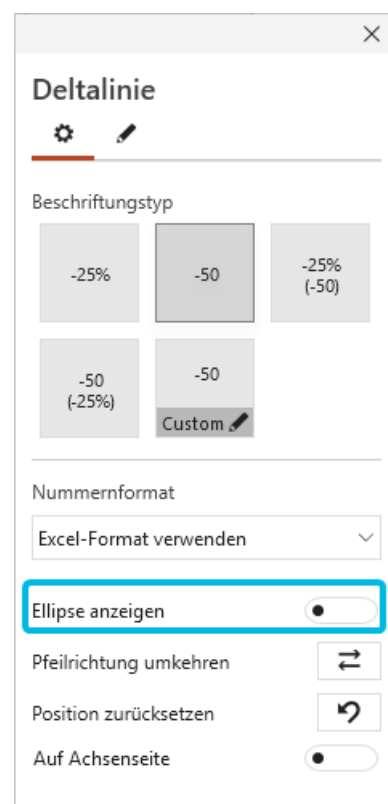 Deltalinie
Beschriftungstyp
-25%
-50
-25%
(-50)
-50
(-25%)
-50
Custom
Nummernformat
Excel-Format verwenden
Ellipse anzeigen
Pfeilrichtung umkehren
Position zurücksetzen
Auf Achsenseite